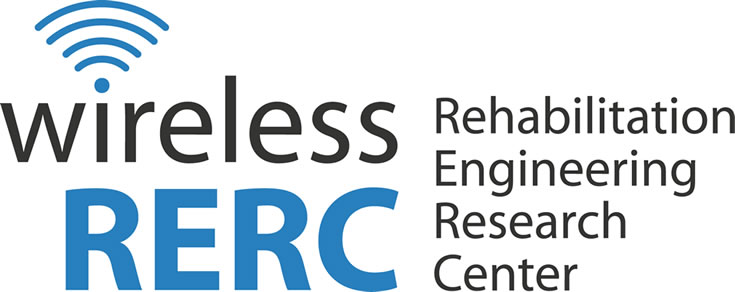 wireless
RERC
Rehabilitation
Engineering
Research
Center